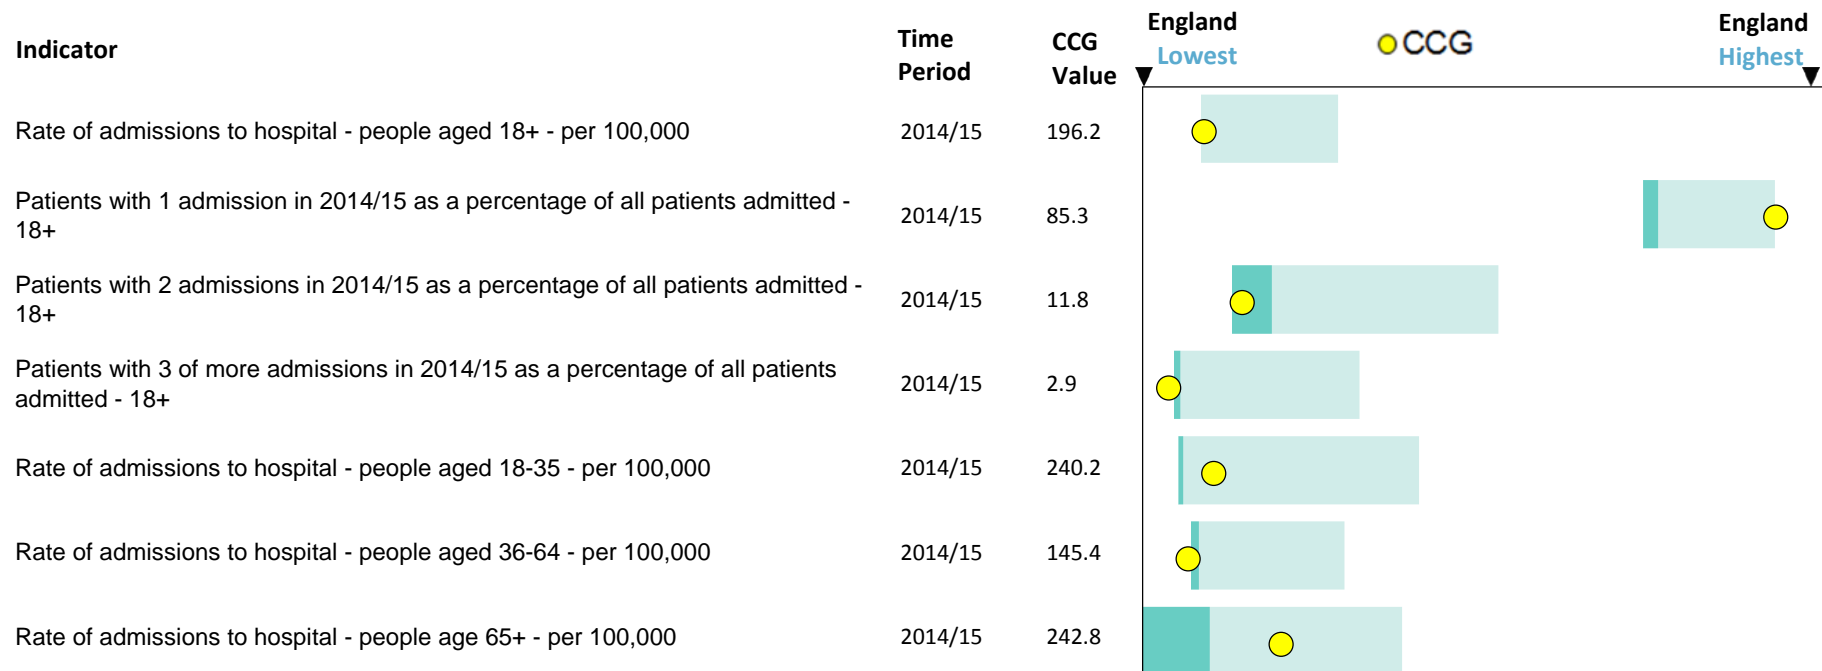 Indicator
Time Period
CCG Value
England Lowest
CCG
England Highest
Rate of admissions to hospital - people aged 18+ - per 100,000 2014/15 196.2
Patients with 1 admission in 2014/15 as a percentage of all patients admitted -
18+
2014/15 85.3
Patients with 2 admissions in 2014/15 as a percentage of all patients admitted -
18+
2014/15 11.8
Patients with 3 of more admissions in 2014/15 as a percentage of all patients
admitted - 18+
2014/15 2.9
Rate of admissions to hospital - people aged 18-35 - per 100,000 2014/15 240.2
Rate of admissions to hospital - people aged 36-64 - per 100,000 2014/15 145.4
Rate of admissions to hospital - people age 65+ - per 100,000 2014/15 242.8